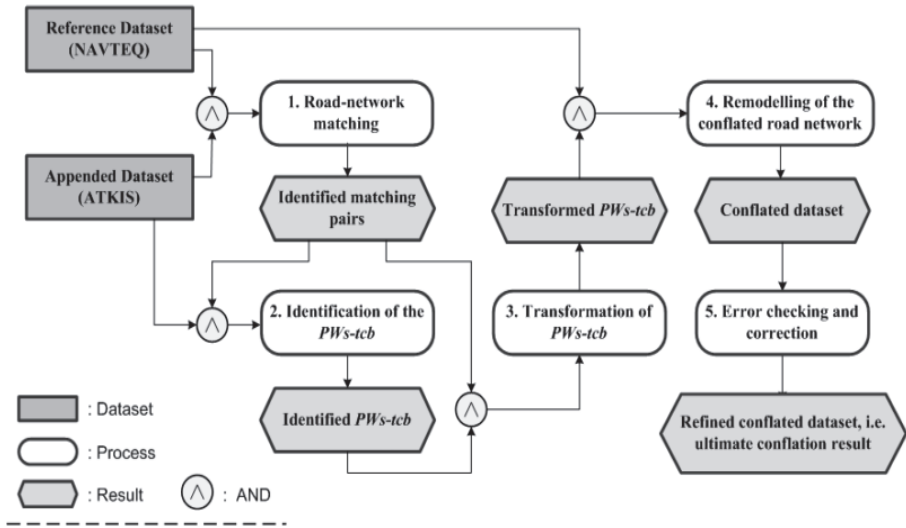 Reference Dataset
(NAVTEQ)
Appended Dataset
(ATKIS)
∧
1. Road-network
matching
Identified matching
pairs
∧
2. Identification of the
PWs-tcb
Identified PWs-tcb
∧
3. Transformation of
PWs-tcb
Transformed PWs-tcb
∧
4. Remodelling of the
conflated road network
Conflated dataset
5. Error checking and
correction
Refined conflated dataset, i.e.
ultimate conflation result
: Dataset
: Process
: Result
∧ : AND